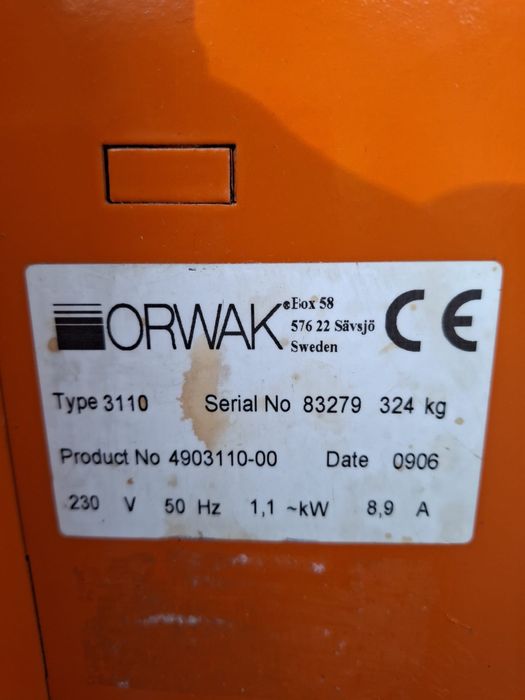 ORWAK ® Box 58
576 22 Sävsjö
Sweden
CE
Type 3110 Serial No 83279 324 kg
Product No 4903110-00 Date 0906
230 V 50 Hz 1,1 ~kW 8,9 A